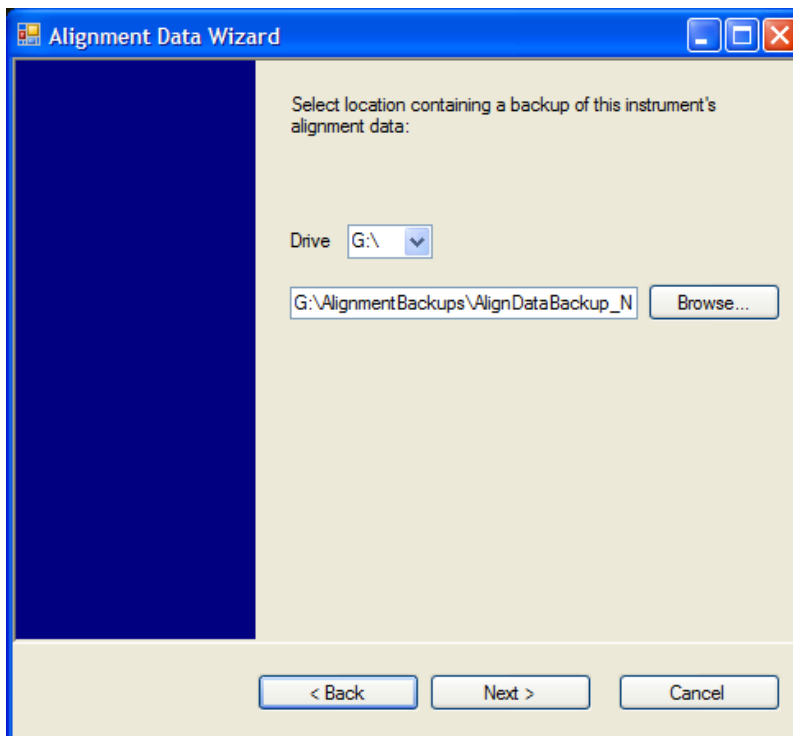 Alignment Data Wizard
Select location containing a backup of this instrument's
alignment data:
Drive G:\
G:\AlignmentBackups\AlignDataBackup_N Browse...
< Back Next > Cancel